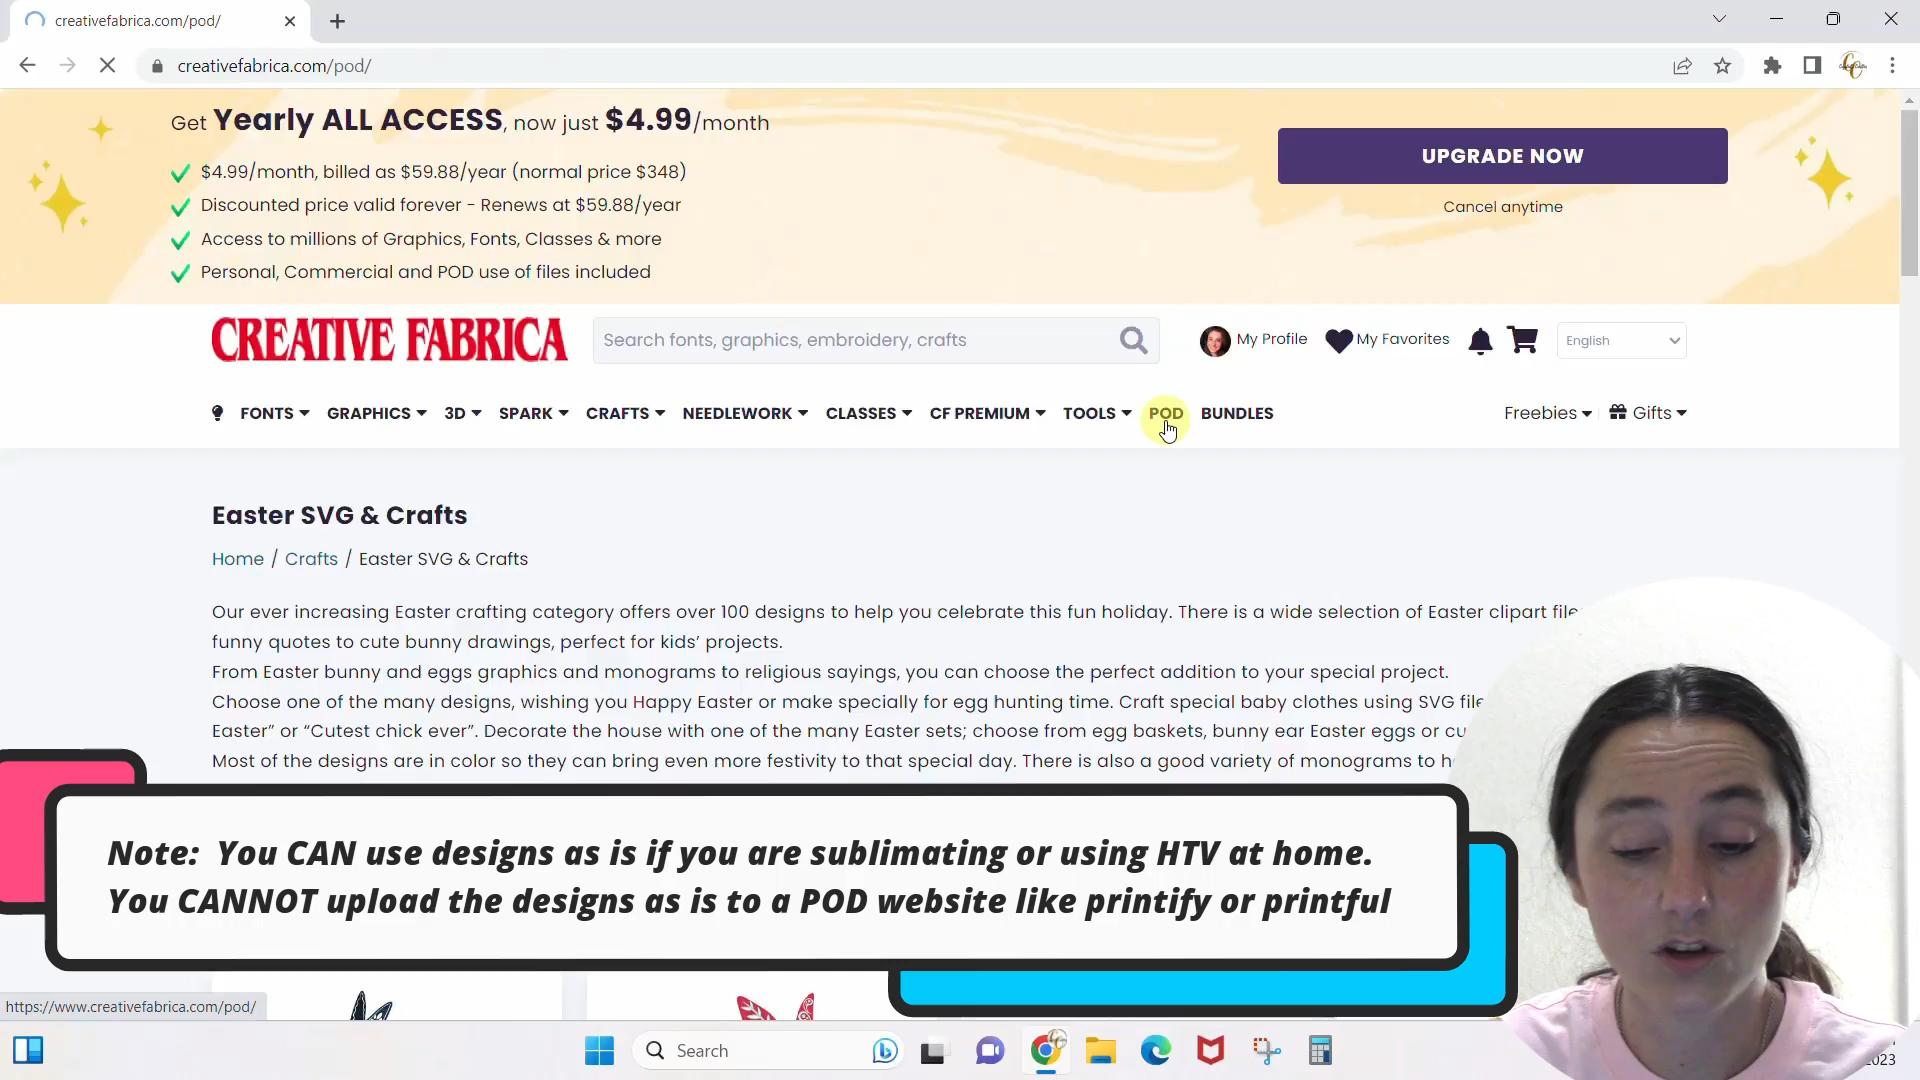 creativefabrica.com/pod/
creativefabrica.com/pod/
Get Yearly ALL ACCESS, now just $4.99/month
$4.99/month, billed as $59.88/year (normal price $348)
Discounted price valid forever - Renews at $59.88/year
Access to millions of Graphics, Fonts, Classes & more
Personal, Commercial and POD use of files included
UPGRADE NOW
Cancel anytime
CREATIVE FABRICA
Search fonts, graphics, embroidery, crafts
My Profile
My Favorites
English
FONTS GRAPHICS 3D SPARK CRAFTS NEEDLEWORK CLASSES CF PREMIUM TOOLS POD BUNDLES Freebies Gifts
Easter SVG & Crafts
Home / Crafts / Easter SVG & Crafts
Our ever increasing Easter crafting category offers over 100 designs to help you celebrate this fun holiday. There is a wide selection of Easter clipart
funny quotes to cute bunny drawings, perfect for kids' projects.
From Easter bunny and eggs graphics and monograms to religious sayings, you can choose the perfect addition to your special project.
Choose one of the many designs, wishing you Happy Easter or make specially for egg hunting time. Craft special baby clothes using SVG
Easter" or "Cutest chick ever". Decorate the house with one of the many Easter sets; choose from egg baskets, bunny ear Easter eggs or
Most of the designs are in color so they can bring even more festivity to that special day. There is also a good variety of monograms to
Note: You CAN use designs as is if you are sublimating or using HTV at home.
You CANNOT upload the designs as is to a POD website like printify or printful
https://www.creativefabrica.com/pod/
Search